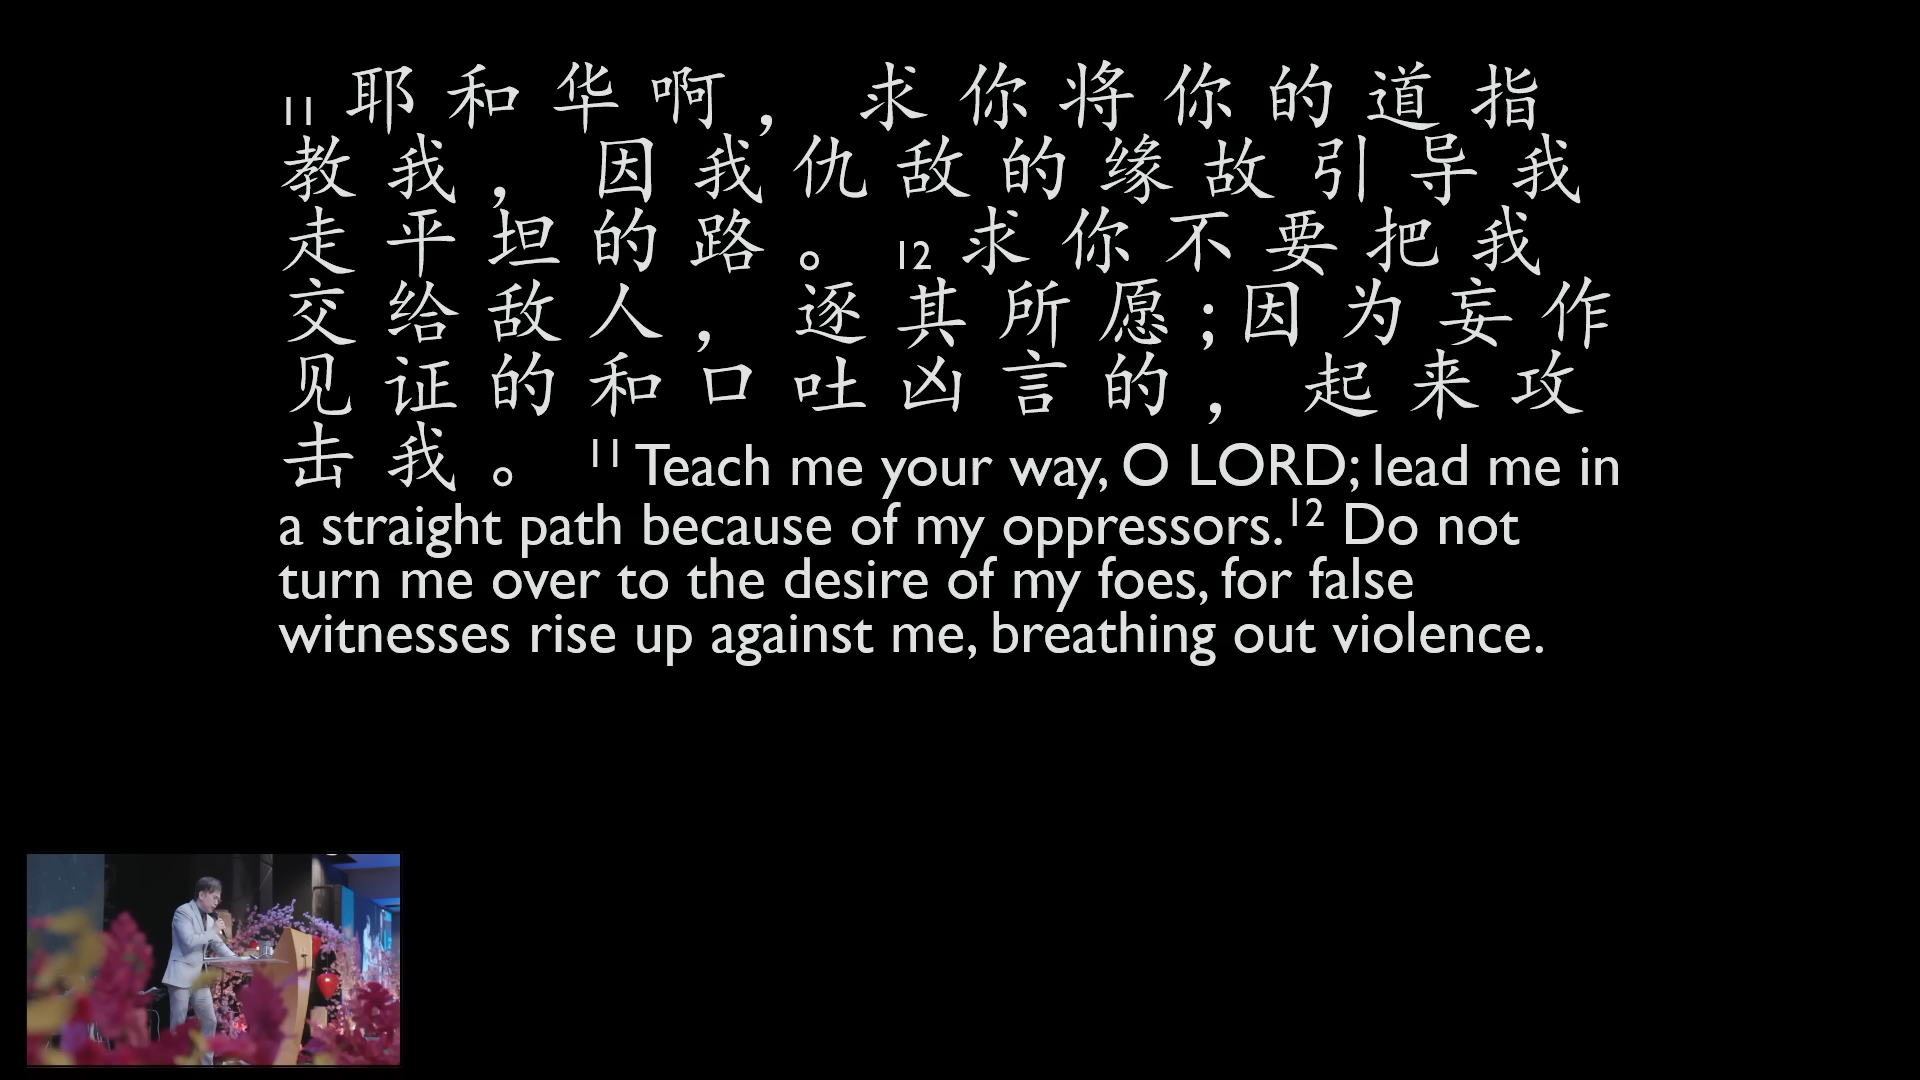 11 耶和华啊，求你将你的道指
教我，因我仇敌的缘故引导我
走平坦的路。 12 求你不要把我
交给敌人，逐其所愿;因为妄作
见证的和口吐凶言的，起来攻
击我。 11 Teach me your way, O LORD; lead me in
a straight path because of my oppressors.12 Do not
turn me over to the desire of my foes, for false
witnesses rise up against me, breathing out violence.